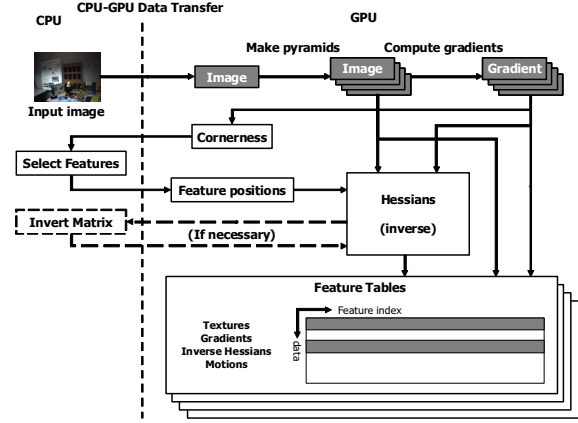 CPU-GPU Data Transfer
CPU
GPU
Make pyramids
Compute gradients
Image
Image
Gradient
Input image
Cornerness
Select Features
Feature positions
Hessians
(inverse)
Invert Matrix
(If necessary)
Feature Tables
Feature index
data
Textures
Gradients
Inverse Hessians
Motions